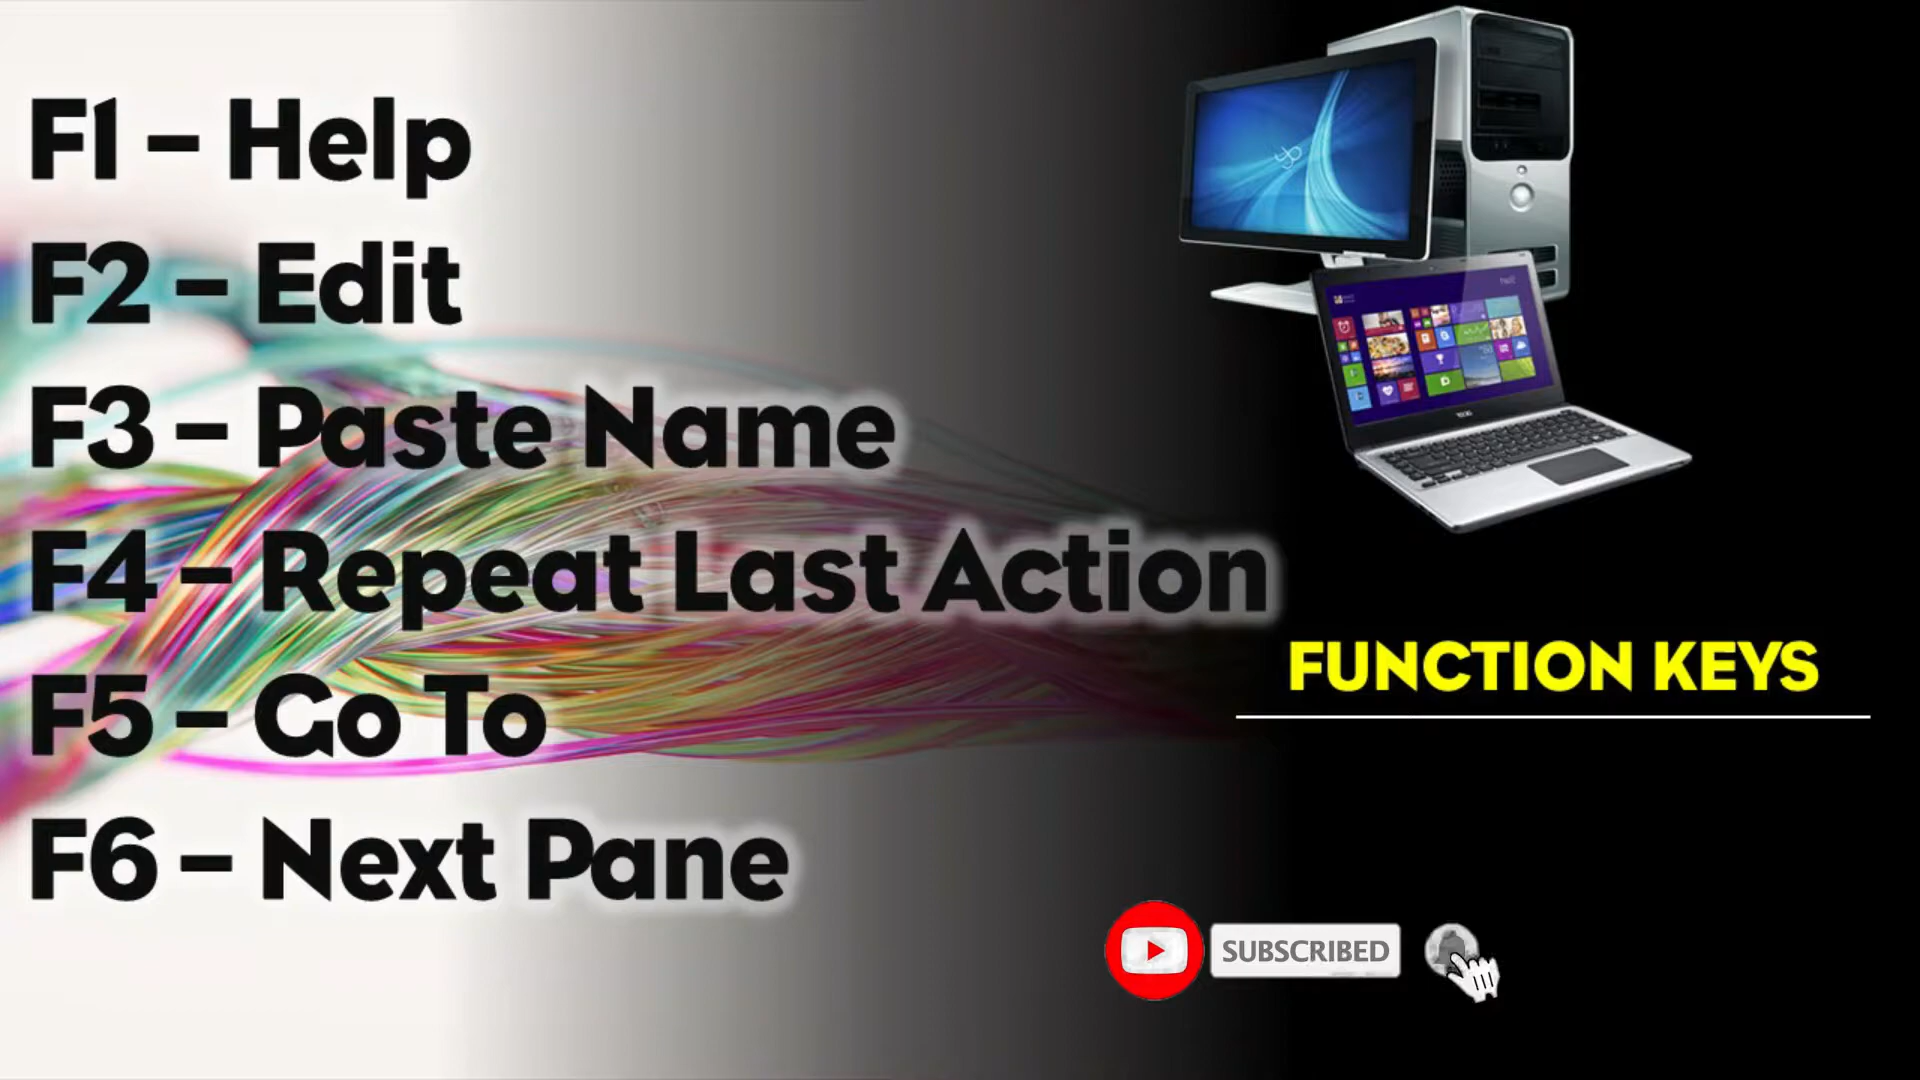 F1 – Help
F2 – Edit
F3 – Paste Name
F4 – Repeat Last Action
F5 – Go To
F6 – Next Pane
FUNCTION KEYS
SUBSCRIBED